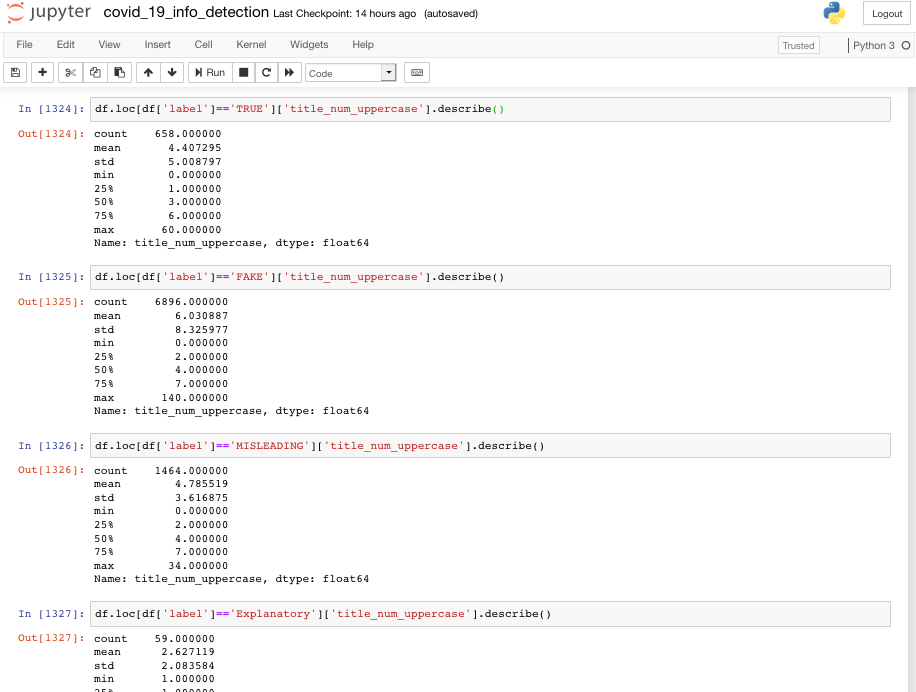 jupyter covid_19_info_detection Last Checkpoint: 14 hours ago (autosaved)
Logout
File Edit View Insert Cell Kernel Widgets Help
Trusted Python 3
Run Code
In [1324]: df.loc[df['label']=='TRUE']['title_num_uppercase'].describe()
Out[1324]: count 658.000000
mean 4.407295
std 5.008797
min 0.000000
25% 1.000000
50% 3.000000
75% 6.000000
max 60.000000
Name: title_num_uppercase, dtype: float64
In [1325]: df.loc[df['label']=='FAKE']['title_num_uppercase'].describe()
Out[1325]: count 6896.000000
mean 6.030887
std 8.325977
min 0.000000
25% 2.000000
50% 4.000000
75% 7.000000
max 140.000000
Name: title_num_uppercase, dtype: float64
In [1326]: df.loc[df['label']=='MISLEADING']['title_num_uppercase'].describe()
Out[1326]: count 1464.000000
mean 4.785519
std 3.616875
min 0.000000
25% 2.000000
50% 4.000000
75% 7.000000
max 34.000000
Name: title_num_uppercase, dtype: float64
In [1327]: df.loc[df['label']=='Explanatory']['title_num_uppercase'].describe()
Out[1327]: count 59.000000
mean 2.627119
std 2.083584
min 1.000000
25% 1.000000